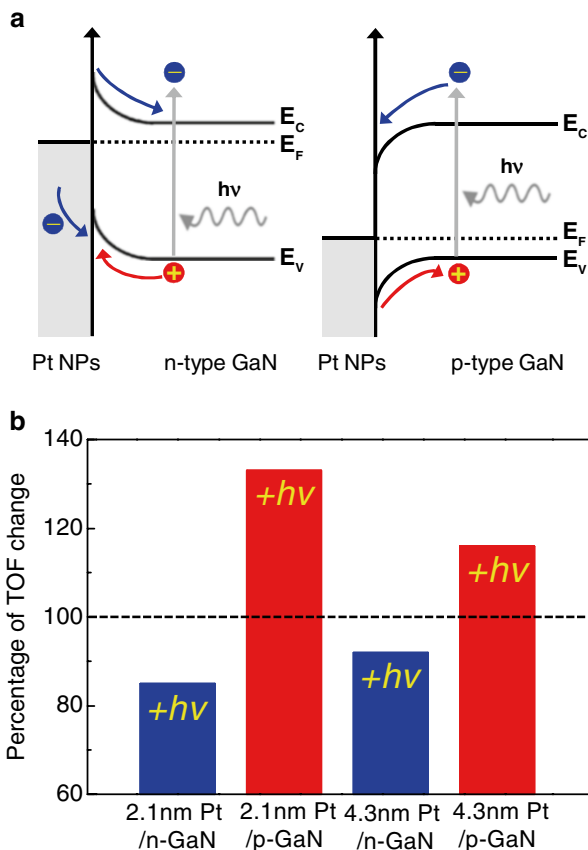 a
E_C
E_F
hν
E_V
+
Pt NPs n-type GaN
E_C
hν
E_F
E_V
+
Pt NPs p-type GaN
b
Percentage of TOF change
140
120
100
80
60
+hν
+hν
+hν
+hν
2.1nm Pt
/n-GaN
2.1nm Pt
/p-GaN
4.3nm Pt
/n-GaN
4.3nm Pt
/p-GaN